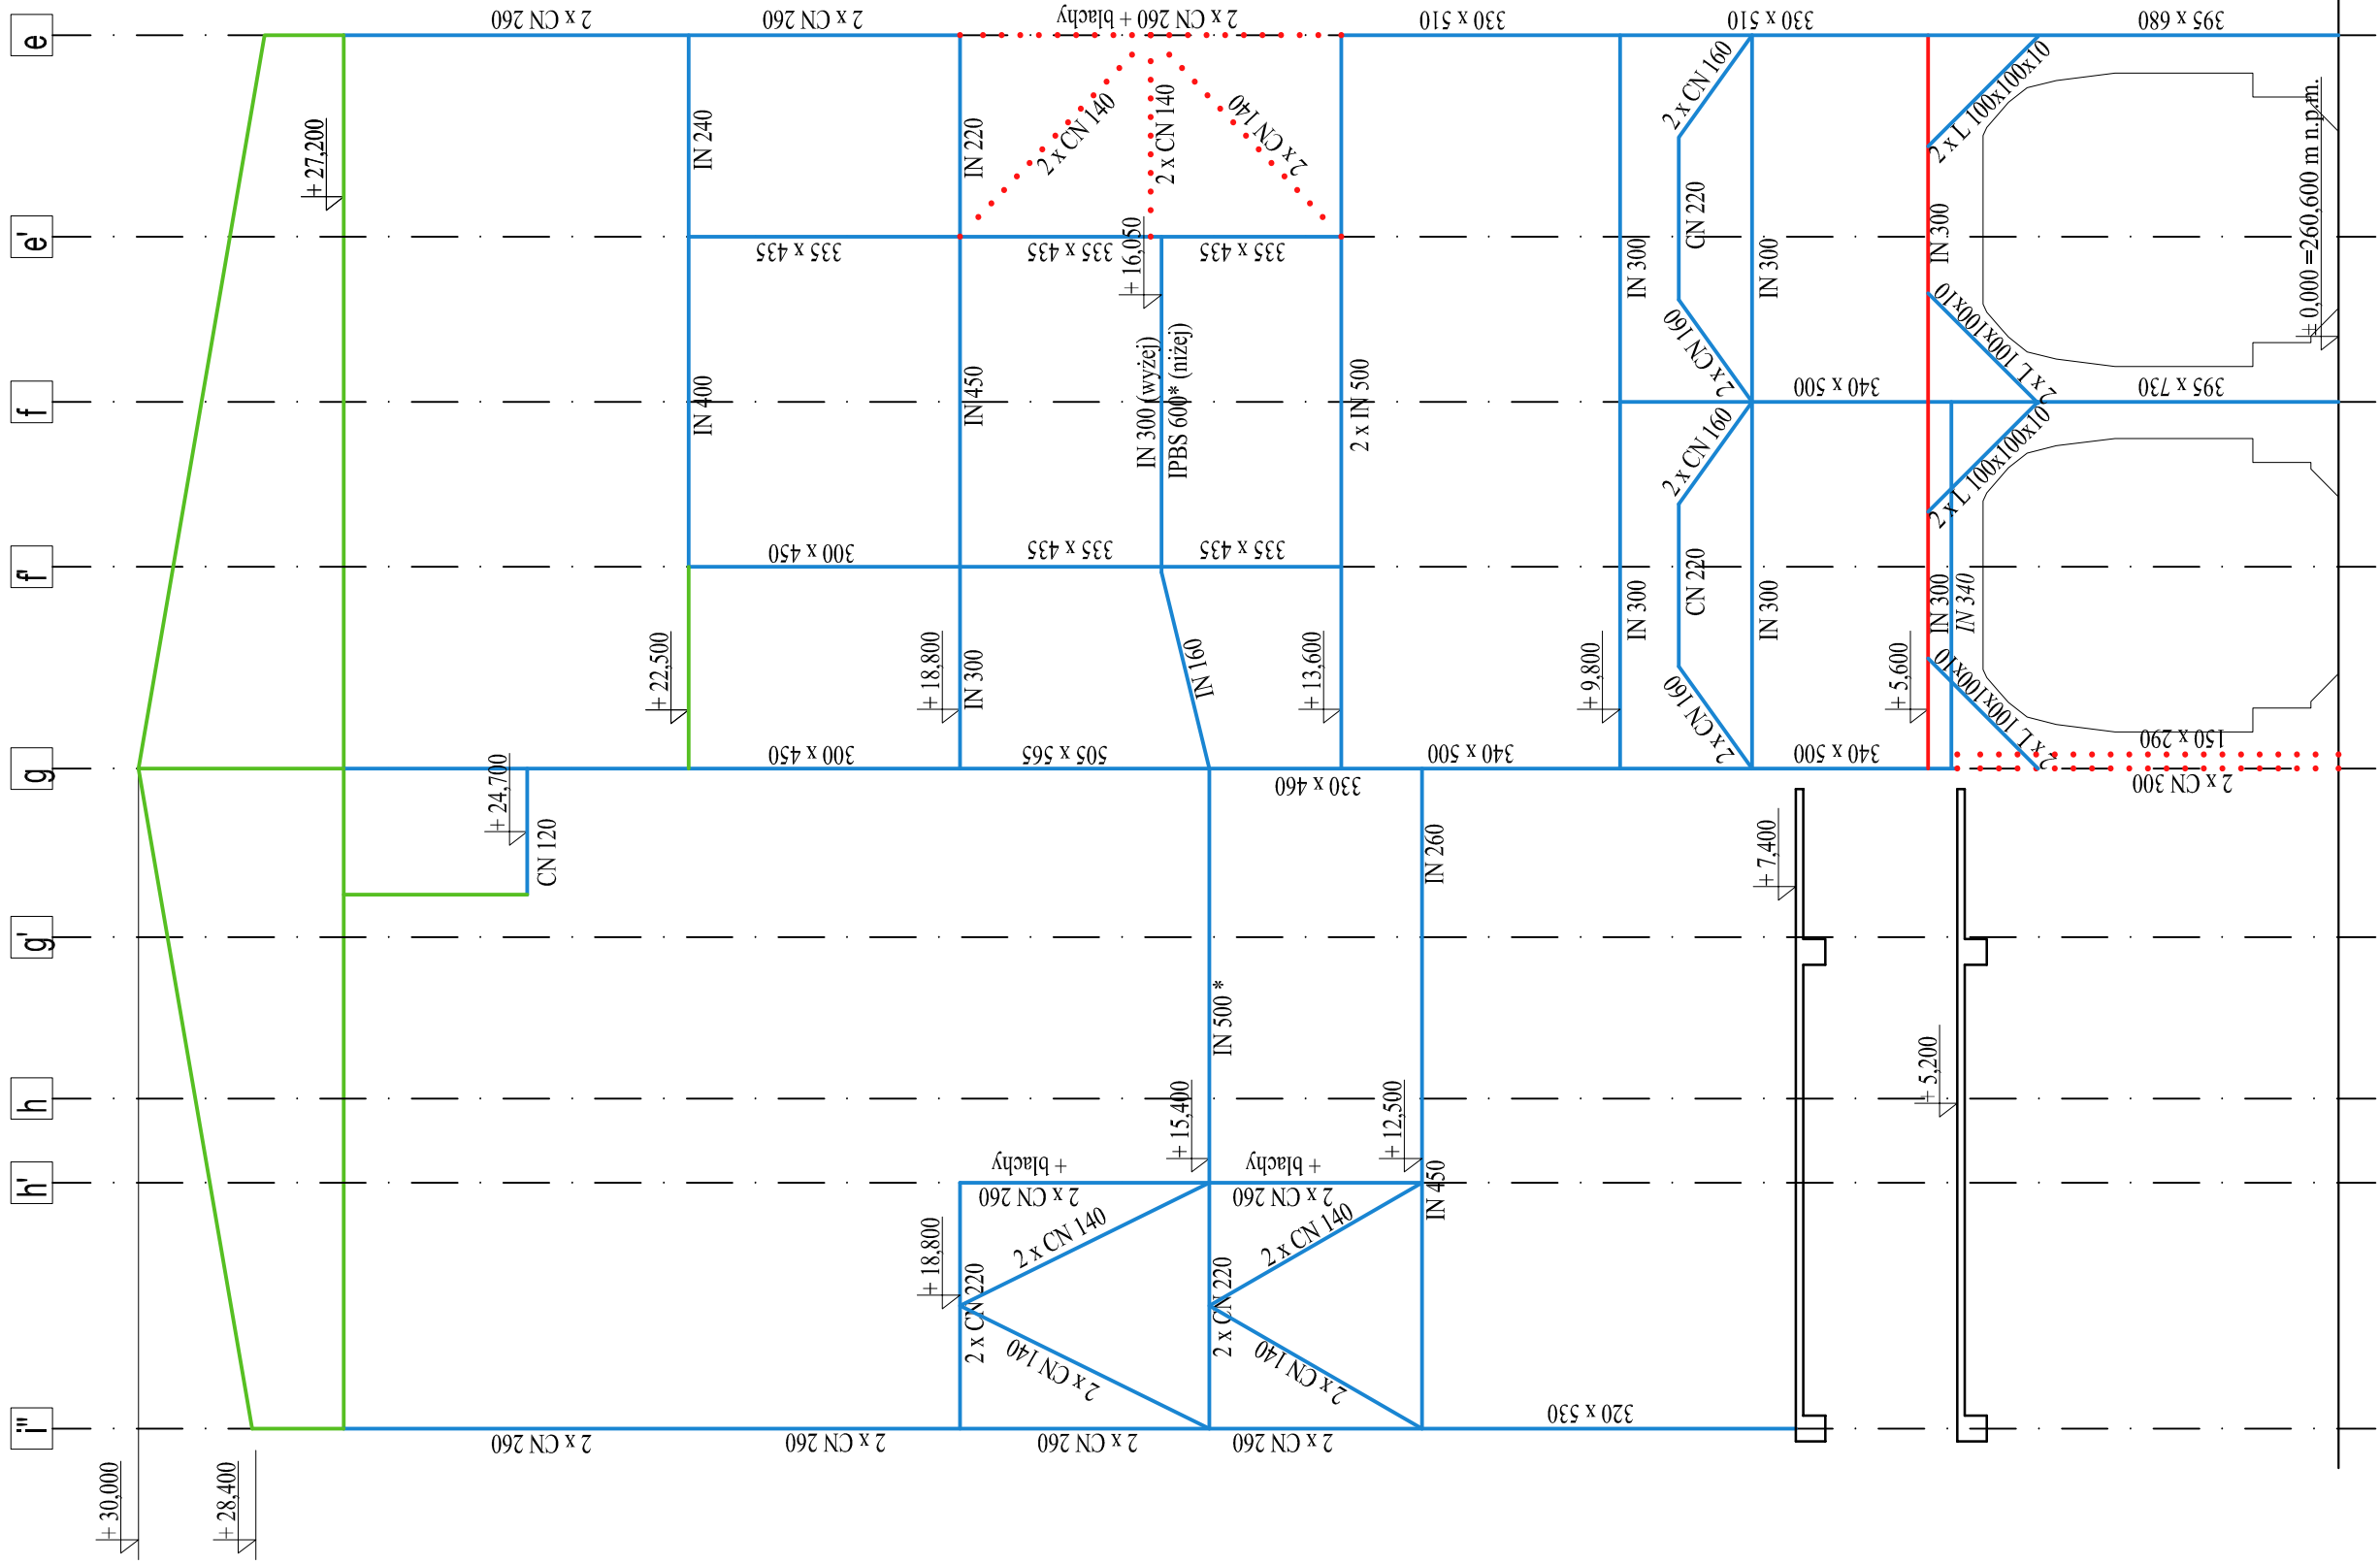 e
e'
f
f'
g
g'
h
h'
i'''
+ 30,000
+ 28,400
+ 27,200
2 x CN 260
2 x CN 260
2 x CN 260 + blachy
330 x 510
330 x 510
395 x 680
IN 240
IN 220
2 x CN 140
2 x CN 140
2 x CN 140
2 x CN 160
CN 220
2 x CN 160
2 x L 100x100x10
IN 300
2 x L 100x100x10
± 0,000 =260,600 m n.p.m.
335 x 435
335 x 435
335 x 435
+ 16,050
IN 300
IN 300
IN 400
IN 450
IN 300 (wyżej)
IPBS 600* (niżej)
2 x IN 500
340 x 500
395 x 730
2 x CN 160
CN 220
2 x CN 160
2 x L 100x100x10
300 x 450
335 x 435
335 x 435
IN 300
IN 300
IN 300
IN 340
2 x L 100x100x10
+ 22,500
+ 18,800
IN 300
IN 160
+ 13,600
+ 9,800
+ 5,600
300 x 450
505 x 565
330 x 460
340 x 500
340 x 500
150 x 290
2 x CN 300
+ 24,700
CN 120
IN 260
+ 7,400
IN 500 *
+ 15,400
+ 12,500
+ 5,200
+ blachy
2 x CN 260
+ blachy
2 x CN 260
IN 450
+ 18,800
2 x CN 220
2 x CN 140
2 x CN 140
2 x CN 220
2 x CN 140
2 x CN 140
2 x CN 260
2 x CN 260
2 x CN 260
2 x CN 260
320 x 530